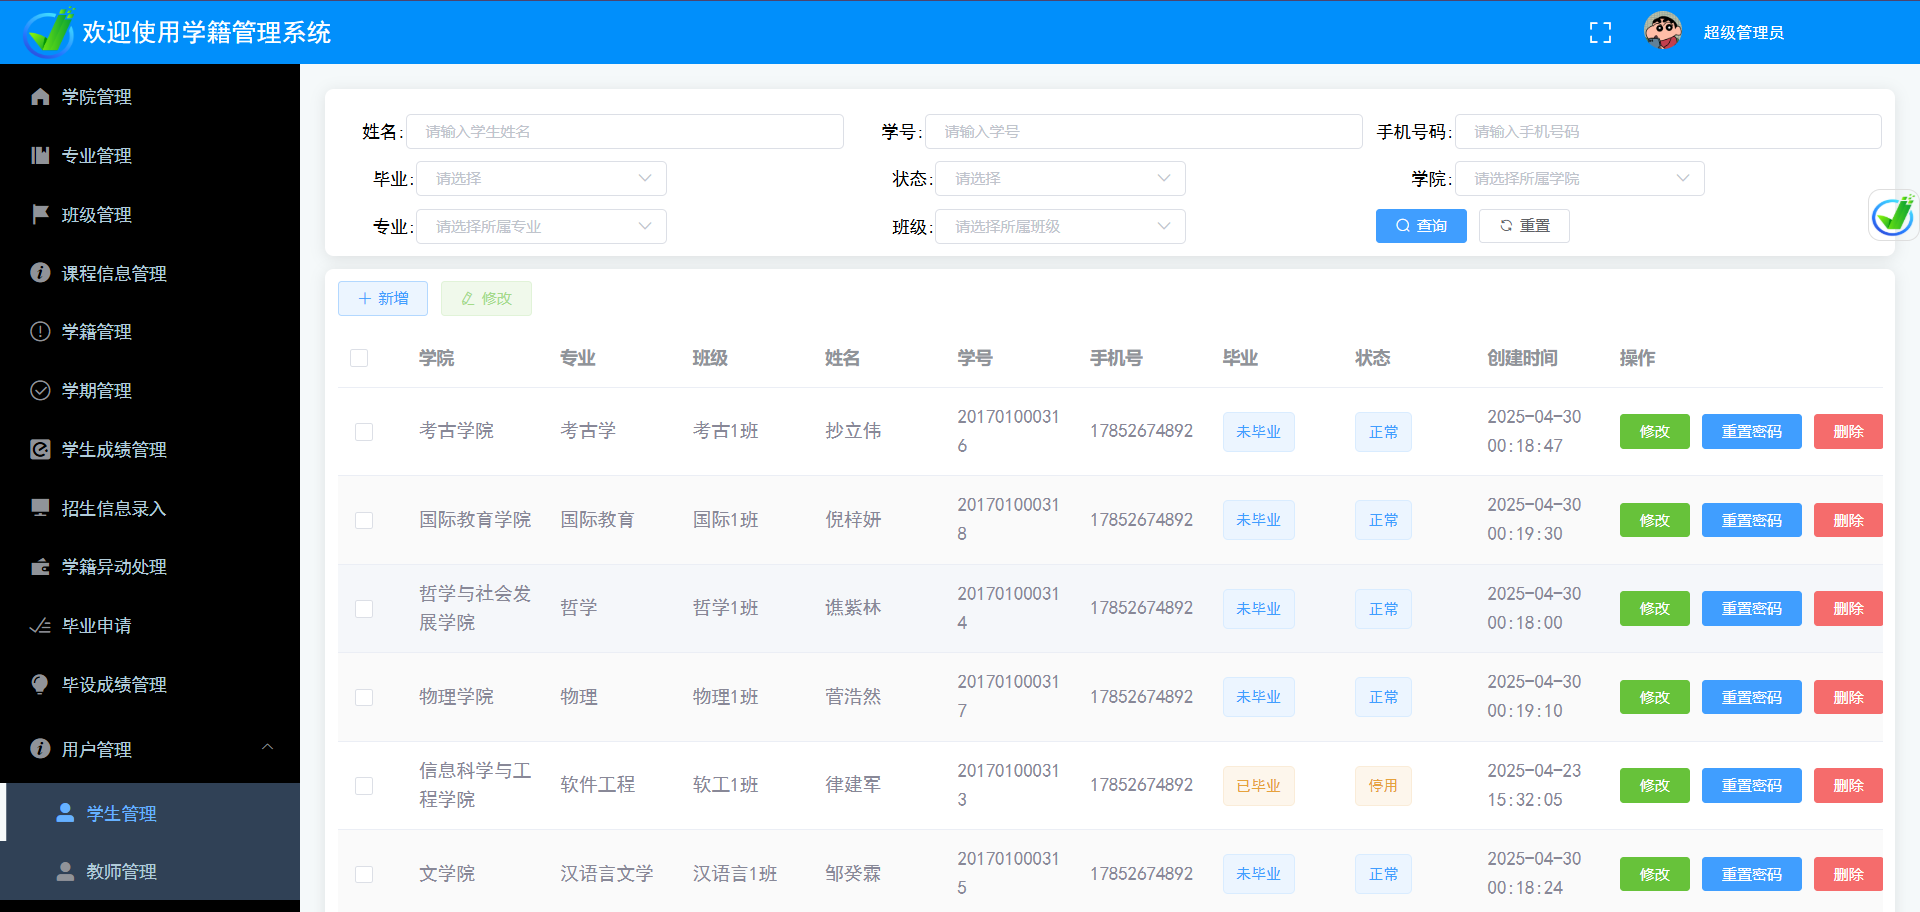 欢迎使用学籍管理系统
超级管理员
学院管理
专业管理
班级管理
课程信息管理
学籍管理
学期管理
学生成绩管理
招生信息录入
学籍异动处理
毕业申请
毕设成绩管理
用户管理
学生管理
教师管理
姓名: 请输入学生姓名 学号: 请输入学号 手机号码: 请输入手机号码
毕业: 请选择 状态: 请选择 学院: 请选择所属学院
专业: 请选择所属专业 班级: 请选择所属班级 查询 重置
新增 修改
学院 专业 班级 姓名 学号 手机号 毕业 状态 创建时间 操作
考古学院 考古学 考古1班 抄立伟 20170100031 17852674892 未毕业 正常 2025-04-30 修改 重置密码 删除
6 00:18:47
国际教育学院 国际教育 国际1班 倪梓妍 20170100031 17852674892 未毕业 正常 2025-04-30 修改 重置密码 删除
8 00:19:30
哲学与社会发 哲学 哲学1班 谯紫林 20170100031 17852674892 未毕业 正常 2025-04-30 修改 重置密码 删除
展学院 4 00:18:00
物理学院 物理 物理1班 菅浩然 20170100031 17852674892 未毕业 正常 2025-04-30 修改 重置密码 删除
7 00:19:10
信息科学与工 软件工程 软工1班 律建军 20170100031 17852674892 已毕业 停用 2025-04-23 修改 重置密码 删除
程学院 3 15:32:05
文学院 汉语言文学 汉语言1班 邹癸霖 20170100031 17852674892 未毕业 正常 2025-04-30 修改 重置密码 删除
5 00:18:24